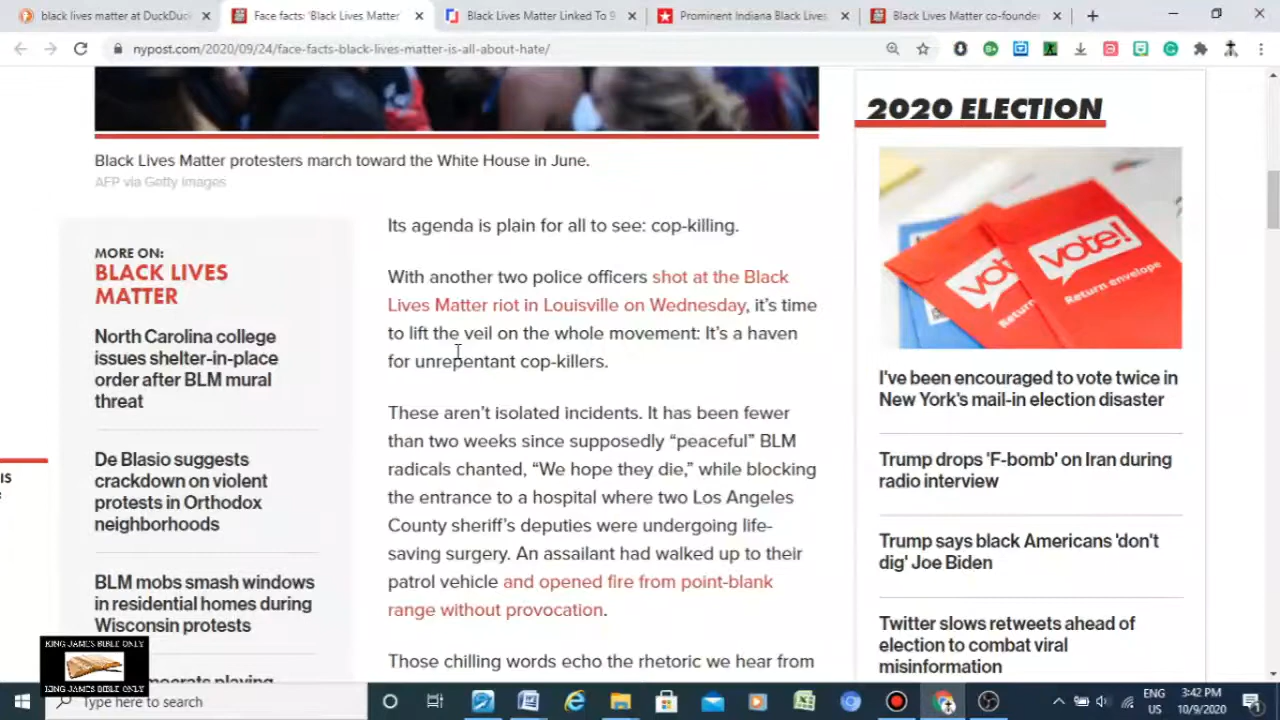 black lives matter at DuckDuc
Face facts: 'Black Lives Matter
Black Lives Matter Linked To 9
Prominent Indiana Black Lives
Black Lives Matter co-founder
nypost.com/2020/09/24/face-facts-black-lives-matter-is-all-about-hate/
Black Lives Matter protesters march toward the White House in June.
AFP via Getty Images
MORE ON:
BLACK LIVES
MATTER
North Carolina college
issues shelter-in-place
order after BLM mural
threat
De Blasio suggests
crackdown on violent
protests in Orthodox
neighborhoods
BLM mobs smash windows
in residential homes during
Wisconsin protests
Its agenda is plain for all to see: cop-killing.
With another two police officers shot at the Black
Lives Matter riot in Louisville on Wednesday, it's time
to lift the veil on the whole movement: It's a haven
for unrepentant cop-killers.
These aren't isolated incidents. It has been fewer
than two weeks since supposedly “peaceful” BLM
radicals chanted, “We hope they die,” while blocking
the entrance to a hospital where two Los Angeles
County sheriff's deputies were undergoing life-
saving surgery. An assailant had walked up to their
patrol vehicle and opened fire from point-blank
range without provocation.
Those chilling words echo the rhetoric we hear from
2020 ELECTION
vote!
Return envelope
I've been encouraged to vote twice in
New York's mail-in election disaster
Trump drops 'F-bomb' on Iran during
radio interview
Trump says black Americans 'don't
dig' Joe Biden
Twitter slows retweets ahead of
election to combat viral
misinformation
KING JAMES BIBLE ONLY
KING JAMES BIBLE ONLY
Type here to search
ENG
US
3:42 PM
10/9/2020